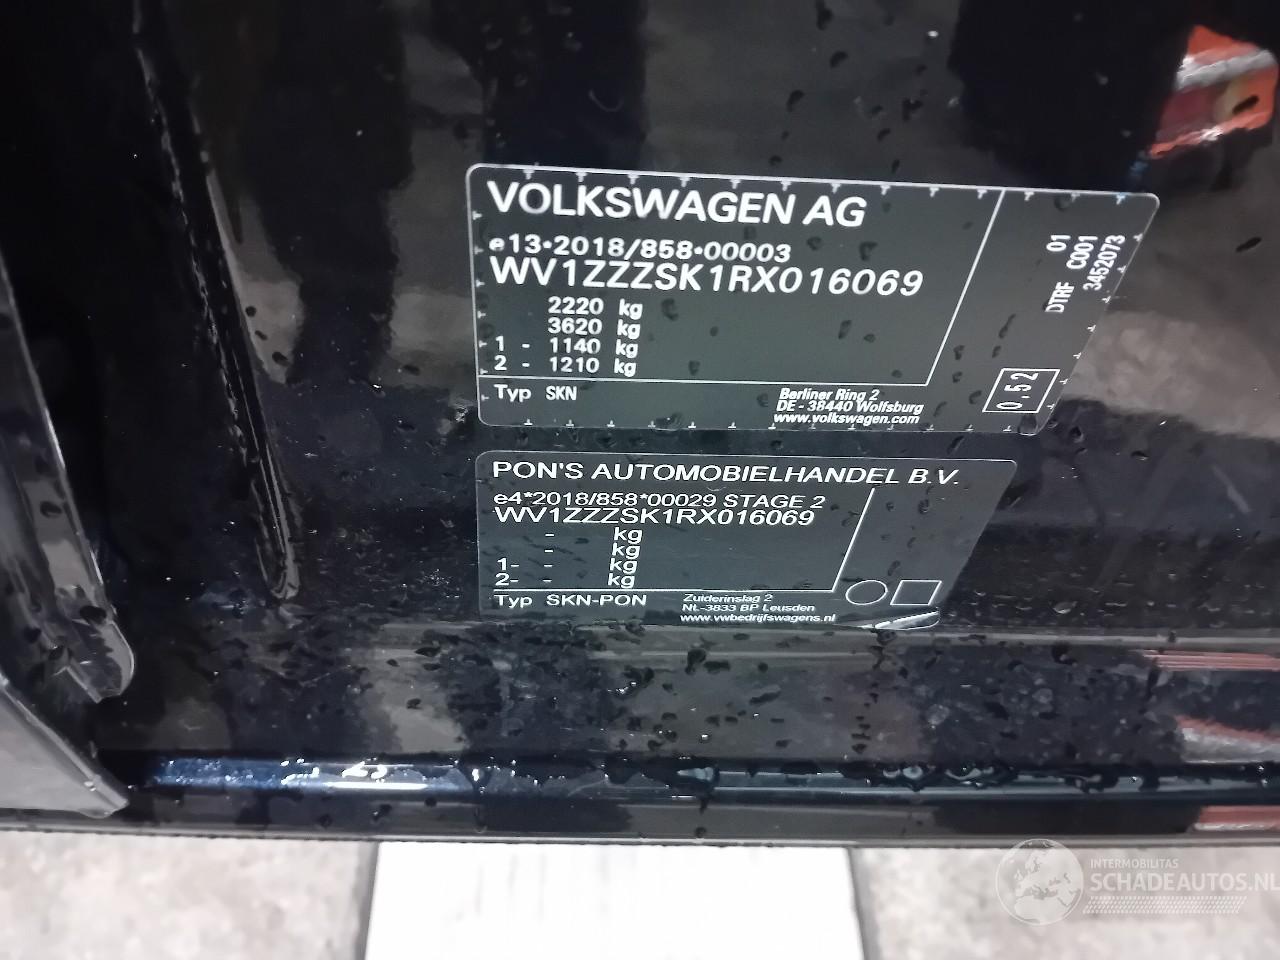 VOLKSWAGEN AG
e13*2018/858*00003
WV1ZZZSK1RX016069
2220 kg
3620 kg
1 - 1140 kg
2 - 1210 kg
Typ SKN
Berliner Ring 2
DE - 38440 Wolfsburg
www.volkswagen.com
01
DTRF C001
3452073
0,52
PON'S AUTOMOBIELHANDEL B.V.
e4*2018/858*00029 STAGE 2
WV1ZZZSK1RX016069
- kg
- kg
1- - kg
2- - kg
Typ SKN-PON
Zuiderinslag 2
NL-3833 BP Leusden
www.vwbedrijfswagens.nl
INTERMOBILITAS
SCHADEAUTOS.NL